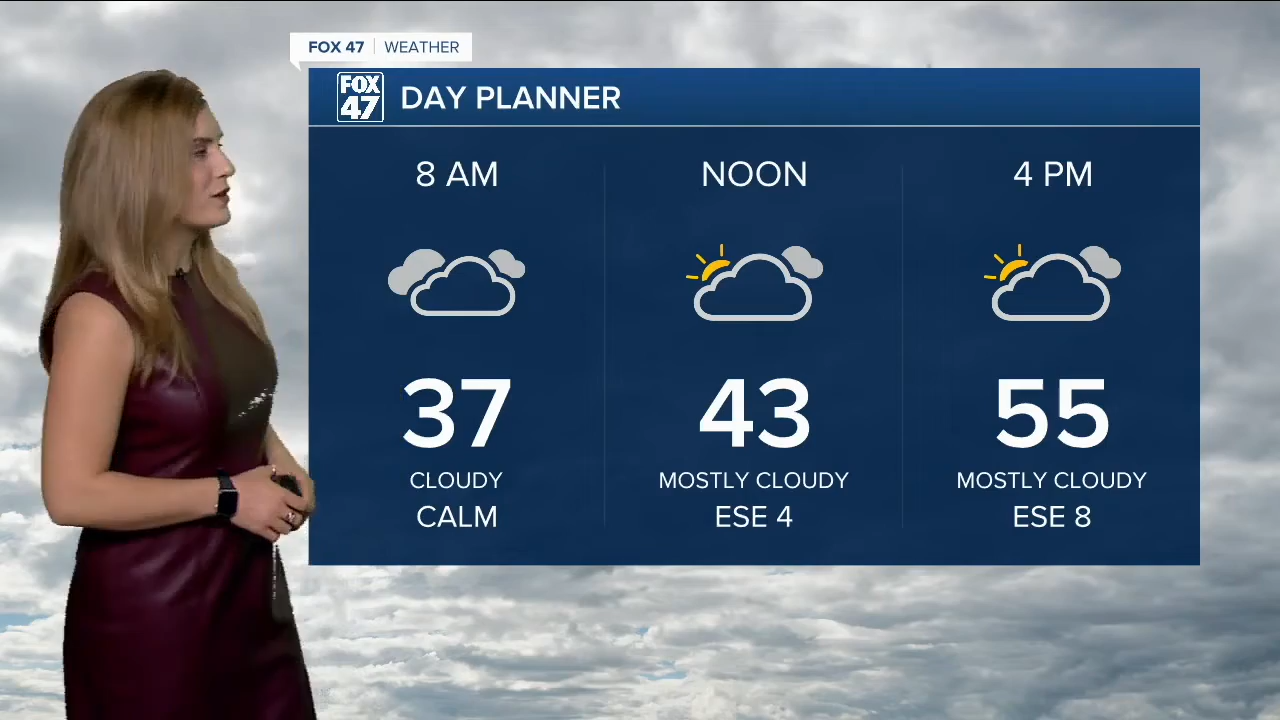 FOX 47 | WEATHER
FOX 47
DAY PLANNER
8 AM
NOON
4 PM
37
43
55
CLOUDY
MOSTLY CLOUDY
MOSTLY CLOUDY
CALM
ESE 4
ESE 8